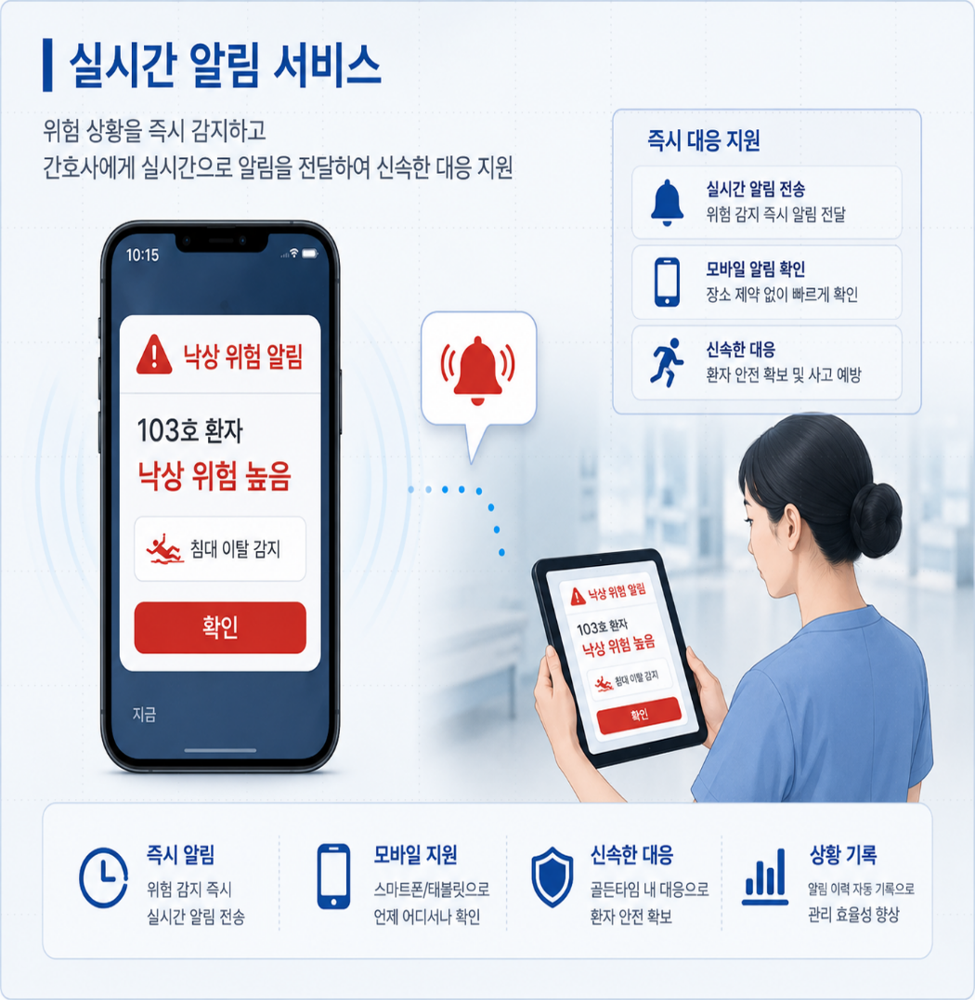 실시간 알림 서비스
위험 상황을 즉시 감지하고
간호사에게 실시간으로 알림을 전달하여 신속한 대응 지원
즉시 대응 지원
실시간 알림 전송
위험 감지 즉시 알림 전달
모바일 알림 확인
장소 제약 없이 빠르게 확인
신속한 대응
환자 안전 확보 및 사고 예방
10:15
낙상 위험 알림
103호 환자
낙상 위험 높음
침대 이탈 감지
확인
지금
낙상 위험 알림
103호 환자
낙상 위험 높음
침대 이탈 감지
확인
즉시 알림
위험 감지 즉시
실시간 알림 전송
모바일 지원
스마트폰/태블릿으로
언제 어디서나 확인
신속한 대응
골든타임 내 대응으로
환자 안전 확보
상황 기록
알림 이력 자동 기록으로
관리 효율성 향상